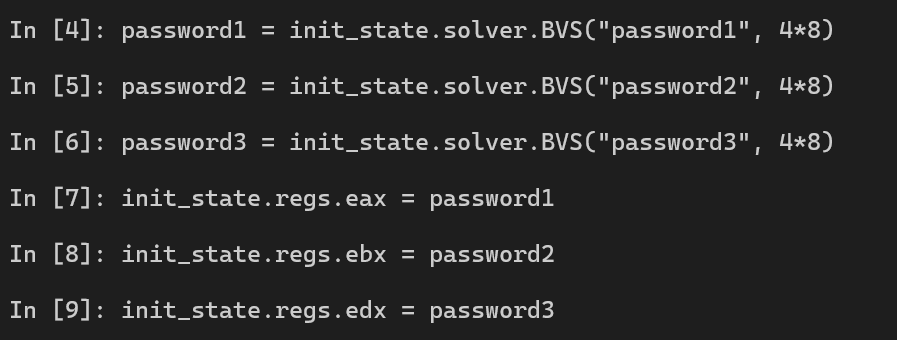 In [4]: password1 = init_state.solver.BVS("password1", 4*8)
In [5]: password2 = init_state.solver.BVS("password2", 4*8)
In [6]: password3 = init_state.solver.BVS("password3", 4*8)
In [7]: init_state.regs.eax = password1
In [8]: init_state.regs.ebx = password2
In [9]: init_state.regs.edx = password3